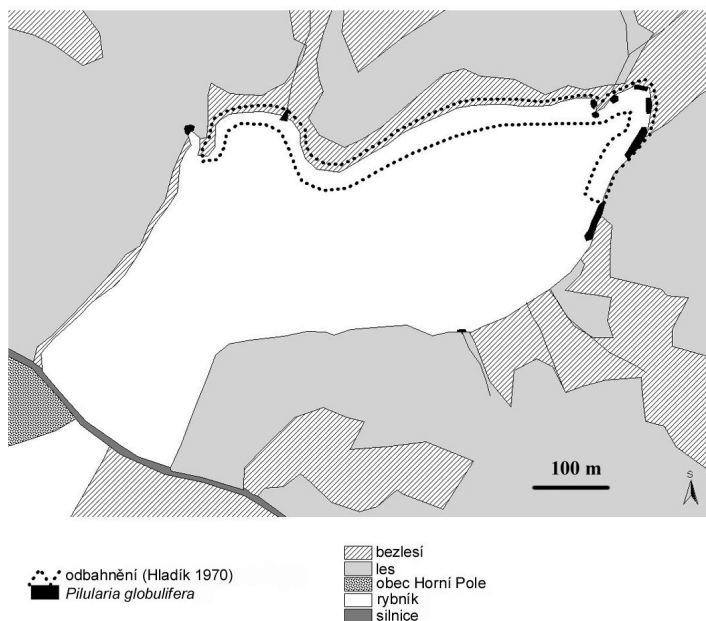 S
100 m
odbahnění (Hladík 1970)
Pilularia globulifera
bezlesí
les
obec Horní Pole
rybník
silnice